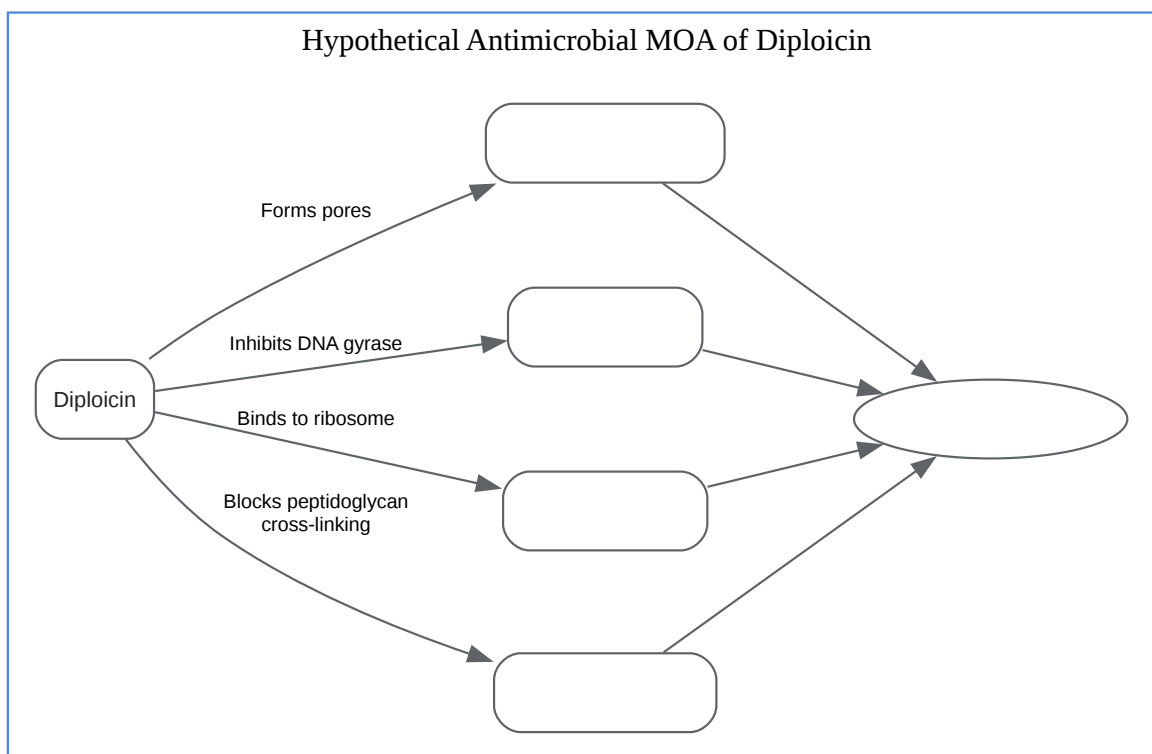 Hypothetical Antimicrobial MOA of Diploicin
Forms pores
Inhibits DNA gyrase
Diploicin
Binds to ribosome
Blocks peptidoglycan
cross-linking